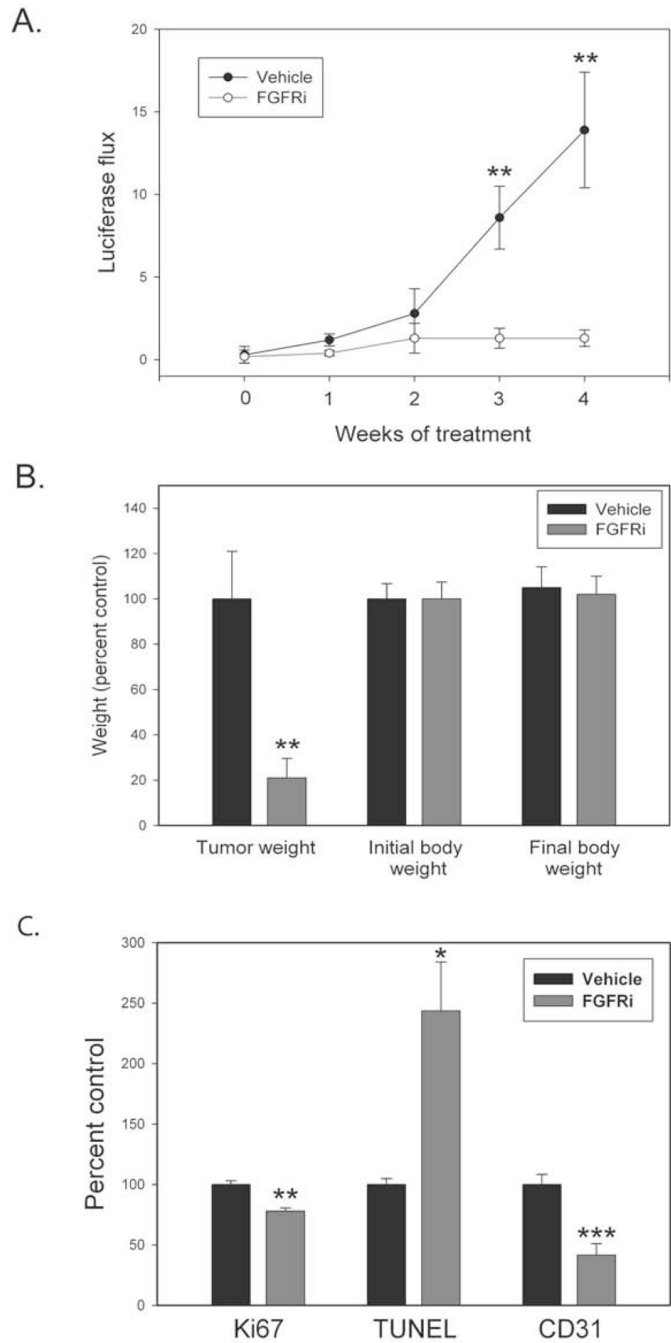 A.
20
15
10
5
0
Luciferase flux
Vehicle
FGFRi
**
**
0 1 2 3 4
Weeks of treatment
B.
140
120
100
80
60
40
20
0
Weight (percent control)
Vehicle
FGFRi
**
Tumor weight Initial body weight Final body weight
C.
300
250
200
150
100
50
0
Percent control
Vehicle
FGFRi
**
*
***
Ki67 TUNEL CD31